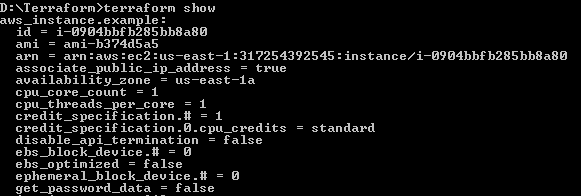 D:\Terraform>terraform show
aws_instance.example:
id = i-0904bbfb285bb8a80
ami = ami-b374d5a5
arn = arn:aws:ec2:us-east-1:317254392545:instance/i-0904bbfb285bb8a80
associate_public_ip_address = true
availability_zone = us-east-1a
cpu_core_count = 1
cpu_threads_per_core = 1
credit_specification.# = 1
credit_specification.0.cpu_credits = standard
disable_api_termination = false
ebs_block_device.# = 0
ebs_optimized = false
ephemeral_block_device.# = 0
get_password_data = false